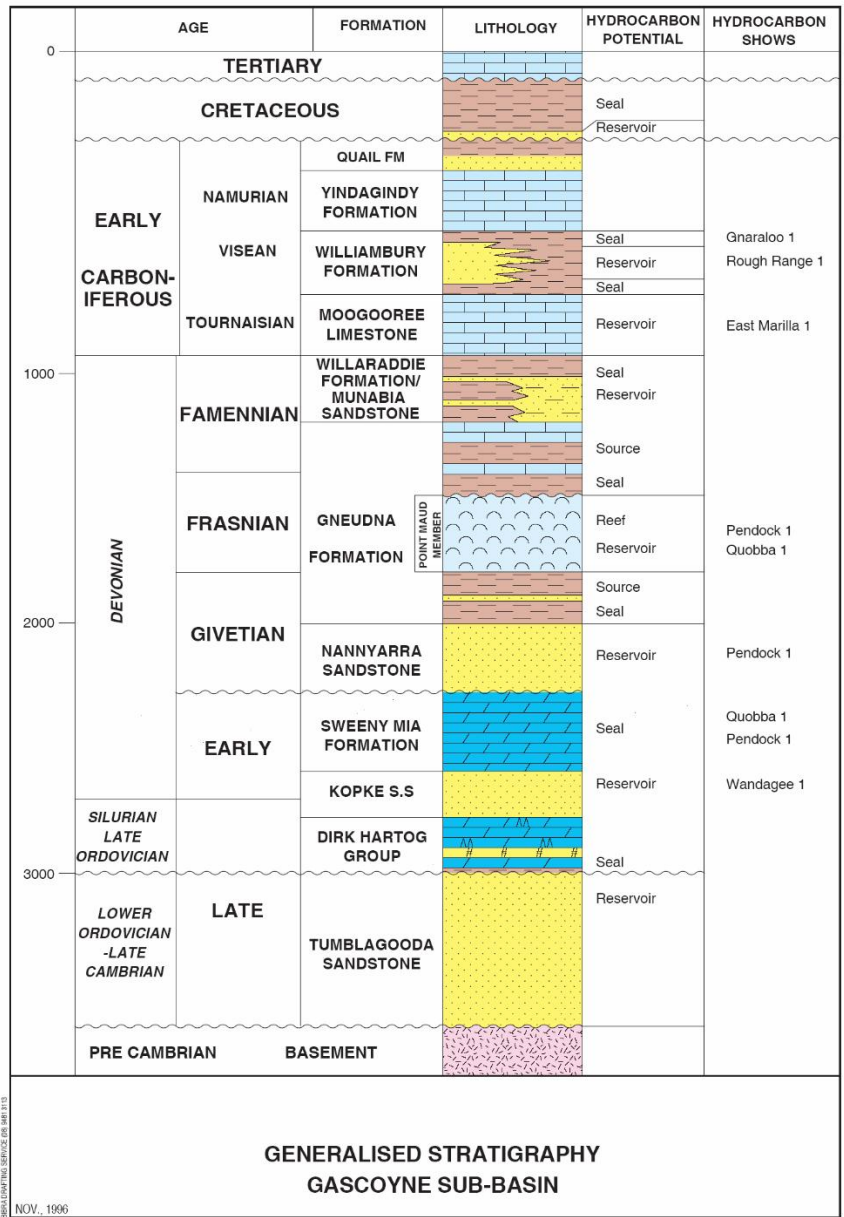 AGE
FORMATION
LITHOLOGY
HYDROCARBON
POTENTIAL
HYDROCARBON
SHOWS
0
TERTIARY
CRETACEOUS
Seal
Reservoir
EARLY
CARBON-
IFEROUS
NAMURIAN
VISEAN
TOURNAISIAN
QUAIL FM
YINDAGINDY
FORMATION
WILLIAMBURY
FORMATION
Seal
Reservoir
Seal
Gnaraloo 1
Rough Range 1
MOOGOOREE
LIMESTONE
Reservoir
East Marilla 1
1000
DEVONIAN
FAMENNIAN
WILLARADDIE
FORMATION/
MUNABIA
SANDSTONE
Seal
Reservoir
Source
Seal
FRASNIAN
GNEUDNA
FORMATION
POINT MAUD
MEMBER
Reef
Reservoir
Pendock 1
Quobba 1
Source
Seal
2000
GIVETIAN
NANNYARRA
SANDSTONE
Reservoir
Pendock 1
EARLY
SWEENY MIA
FORMATION
Seal
Quobba 1
Pendock 1
KOPKE S.S
Reservoir
Wandagee 1
SILURIAN
LATE
ORDOVICIAN
DIRK HARTOG
GROUP
Seal
3000
LOWER
ORDOVICIAN
-LATE
CAMBRIAN
LATE
TUMBLAGOODA
SANDSTONE
Reservoir
PRE CAMBRIAN
BASEMENT
GENERALISED STRATIGRAPHY
GASCOYNE SUB-BASIN
NOV., 1996
DRAFTING SERVICE